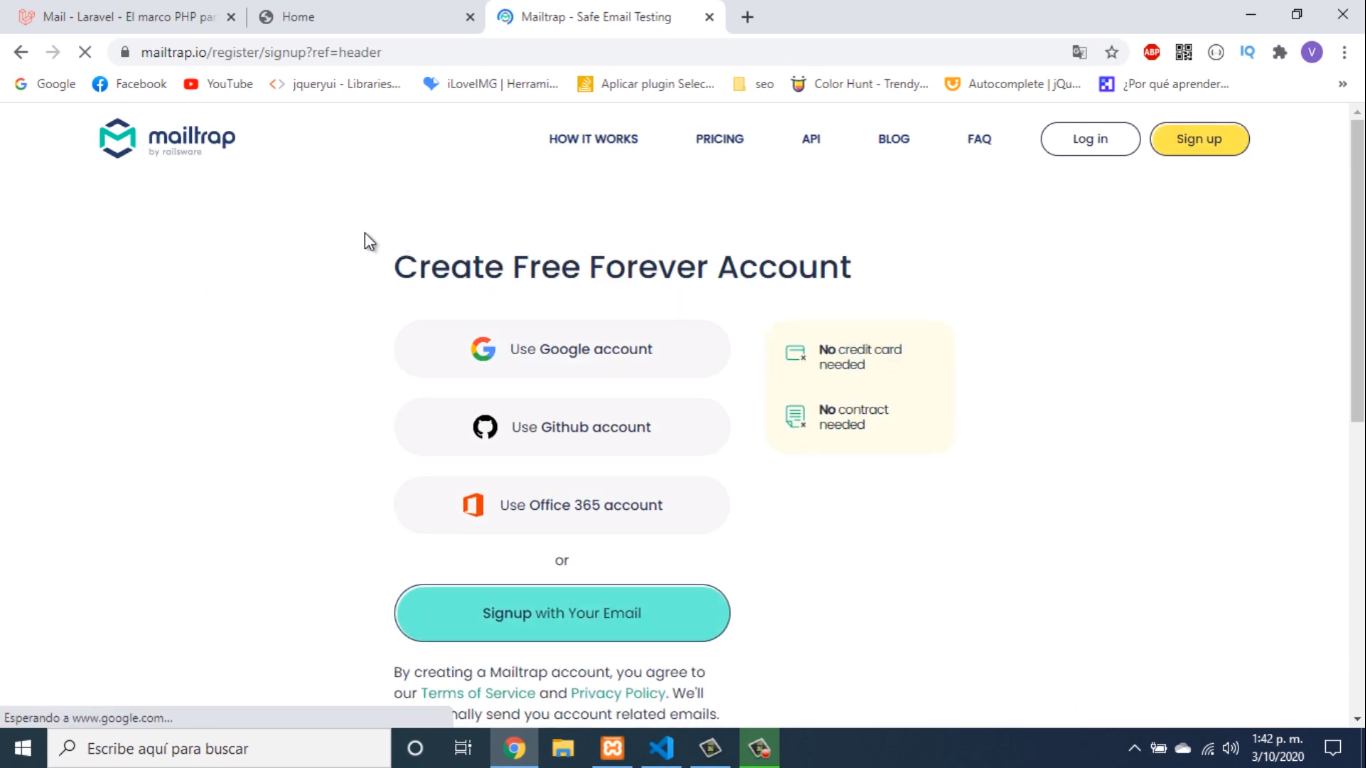 Mail - Laravel - El marco PHP par
Home
Mailtrap - Safe Email Testing
mailtrap.io/register/signup?ref=header
ABP
IQ
V
Google
Facebook
YouTube
jqueryui - Libraries...
iLoveIMG | Herrami...
Aplicar plugin Selec...
seo
Color Hunt - Trendy...
Autocomplete | jQu...
¿Por qué aprender...
»
mailtrap
by railsware
HOW IT WORKS
PRICING
API
BLOG
FAQ
Log in
Sign up
Create Free Forever Account
Use Google account
No credit card
needed
Use Github account
No contract
needed
Use Office 365 account
or
Signup with Your Email
By creating a Mailtrap account, you agree to
our Terms of Service and Privacy Policy. We'll
nally send you account related emails.
Esperando a www.google.com...
Escribe aquí para buscar
1:42 p. m.
3/10/2020